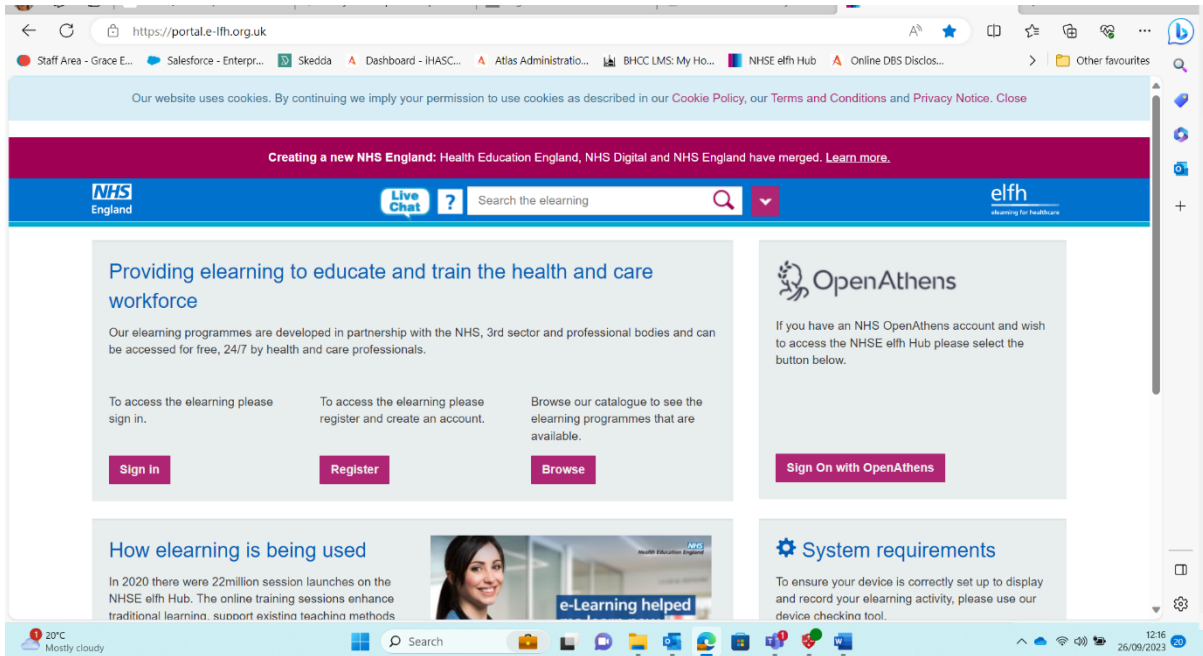 https://portal.e-lfh.org.uk
Staff Area - Grace E... Salesforce - Enterpr... Skedda Dashboard - iHASC... Atlas Administratio... BHCC LMS: My Ho... NHSE elfh Hub Online DBS Disclos... Other favourites
Our website uses cookies. By continuing we imply your permission to use cookies as described in our Cookie Policy, our Terms and Conditions and Privacy Notice. Close
Creating a new NHS England: Health Education England, NHS Digital and NHS England have merged. Learn more.
NHS
England
Live
Chat
?
Search the elearning
elfh
elearning for healthcare
Providing elearning to educate and train the health and care
workforce
Our elearning programmes are developed in partnership with the NHS, 3rd sector and professional bodies and can
be accessed for free, 24/7 by health and care professionals.
To access the elearning please
sign in.
Sign in
To access the elearning please
register and create an account.
Register
Browse our catalogue to see the
elearning programmes that are
available.
Browse
OpenAthens
If you have an NHS OpenAthens account and wish
to access the NHSE elfh Hub please select the
button below.
Sign On with OpenAthens
How elearning is being used
In 2020 there were 22million session launches on the
NHSE elfh Hub. The online training sessions enhance
traditional learning, support existing teaching methods
NHS
Health Education England
e-Learning helped
System requirements
To ensure your device is correctly set up to display
and record your elearning activity, please use our
device checking tool.
1
20°C
Mostly cloudy
Search
12:16
26/09/2023
20